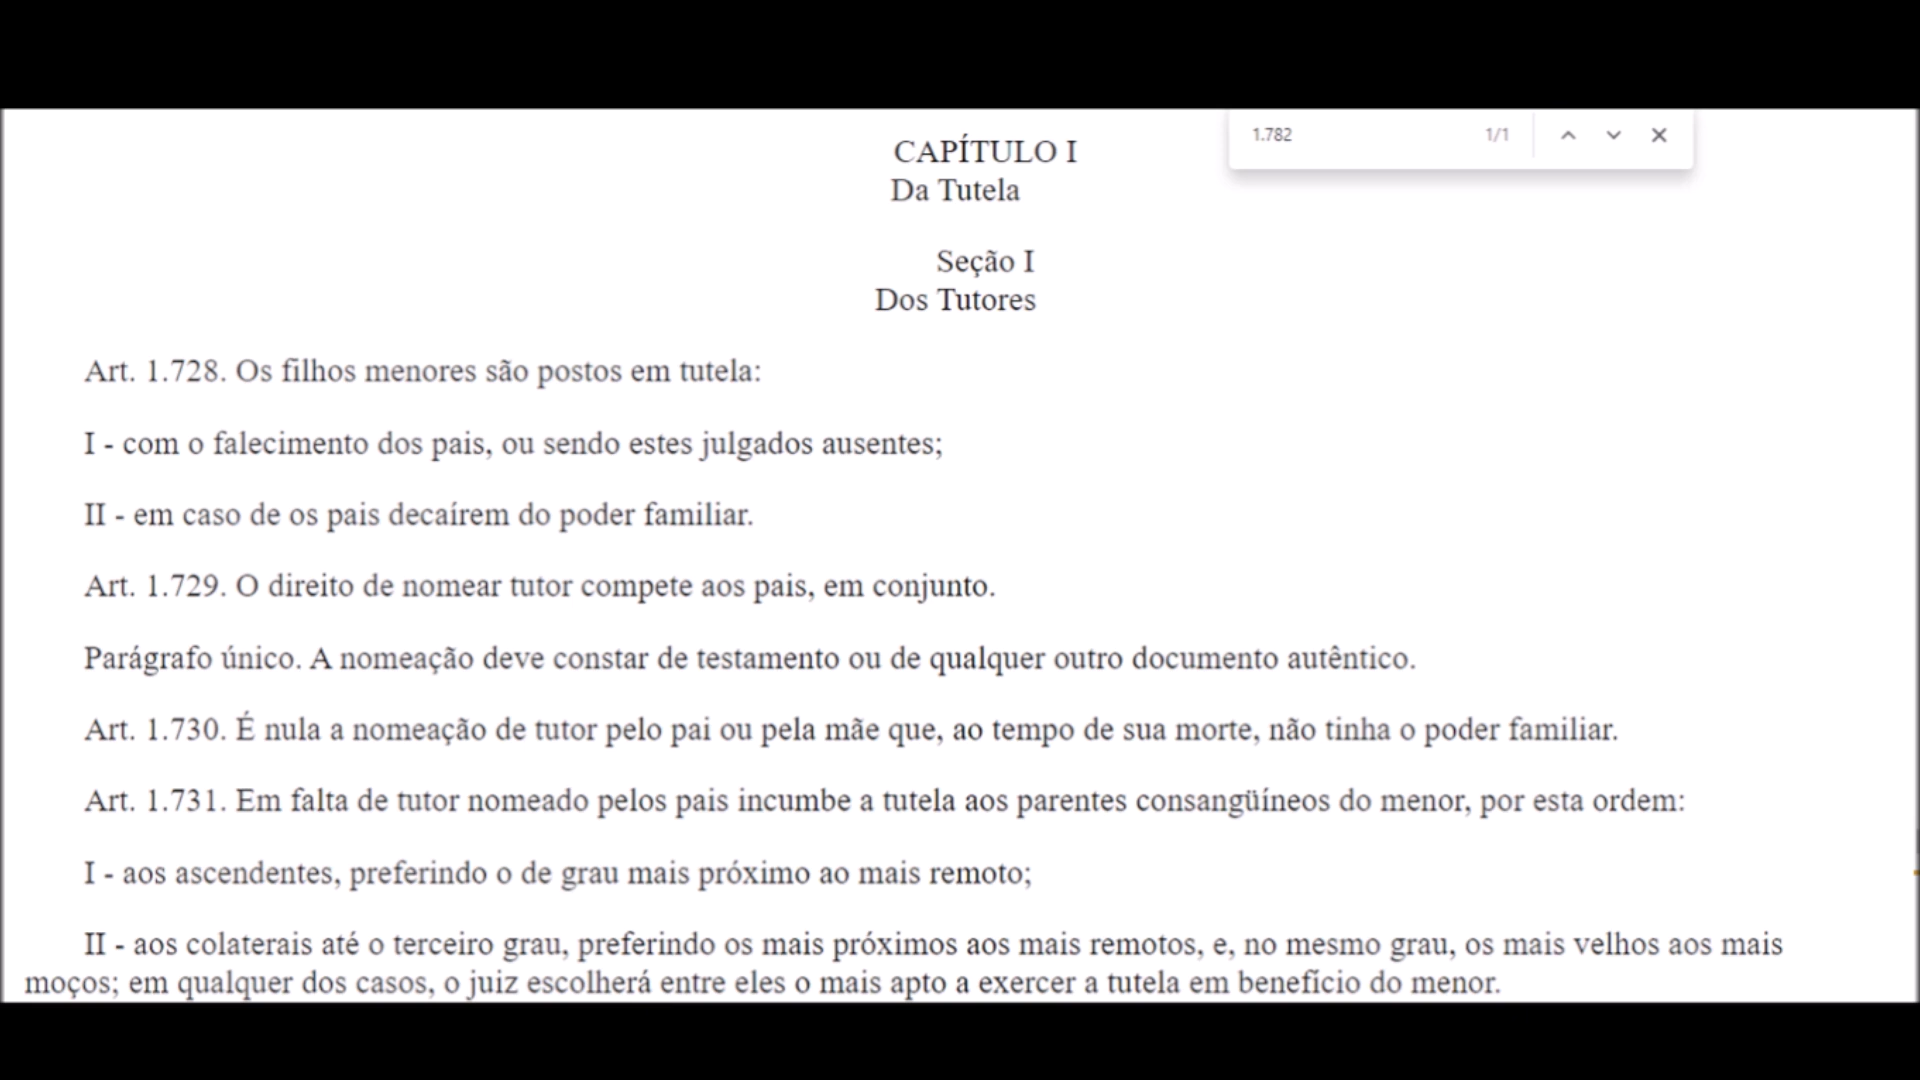 1.782 1/1
CAPÍTULO I
Da Tutela
Seção I
Dos Tutores
Art. 1.728. Os filhos menores são postos em tutela:
I - com o falecimento dos pais, ou sendo estes julgados ausentes;
II - em caso de os pais decaírem do poder familiar.
Art. 1.729. O direito de nomear tutor compete aos pais, em conjunto.
Parágrafo único. A nomeação deve constar de testamento ou de qualquer outro documento autêntico.
Art. 1.730. É nula a nomeação de tutor pelo pai ou pela mãe que, ao tempo de sua morte, não tinha o poder familiar.
Art. 1.731. Em falta de tutor nomeado pelos pais incumbe a tutela aos parentes consangüíneos do menor, por esta ordem:
I - aos ascendentes, preferindo o de grau mais próximo ao mais remoto;
II - aos colaterais até o terceiro grau, preferindo os mais próximos aos mais remotos, e, no mesmo grau, os mais velhos aos mais
moços; em qualquer dos casos, o juiz escolherá entre eles o mais apto a exercer a tutela em benefício do menor.